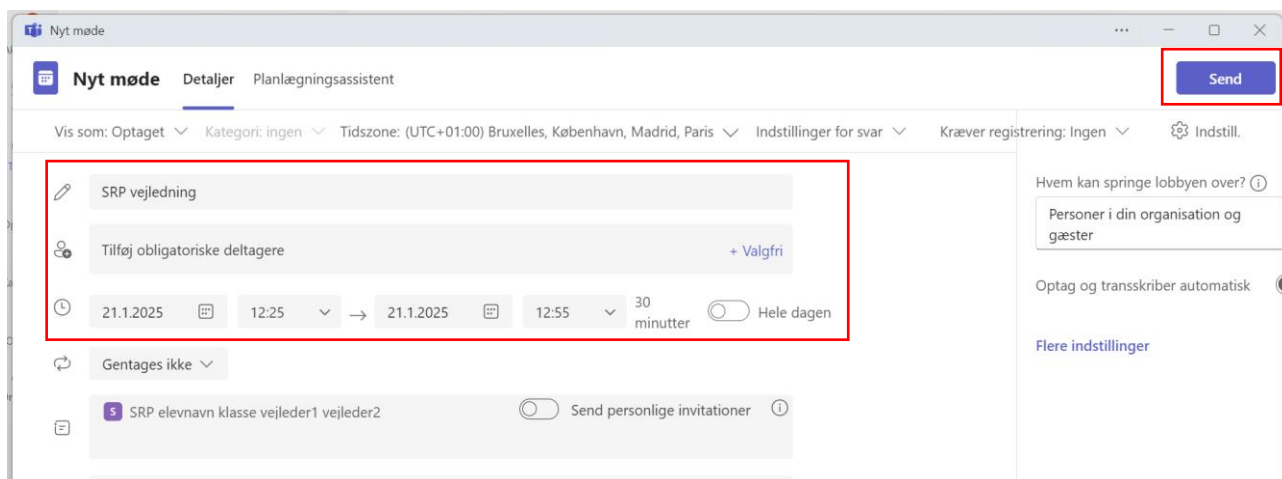 Nyt møde
Nyt møde Detaljer Planlægningsassistent Send
Vis som: Optaget Kategori: ingen Tidszone: (UTC+01:00) Bruxelles, København, Madrid, Paris Indstillinger for svar Kræver registrering: Ingen Indstill.
SRP vejledning
Tilføj obligatoriske deltagere + Valgfri
21.1.2025 12:25 → 21.1.2025 12:55 30 minutter Hele dagen
Gentages ikke
S SRP elevnavn klasse vejleder1 vejleder2 Send personlige invitationer
Hvem kan springe lobbyen over?
Personer i din organisation og
gæster
Optag og transskriber automatisk
Flere indstillinger